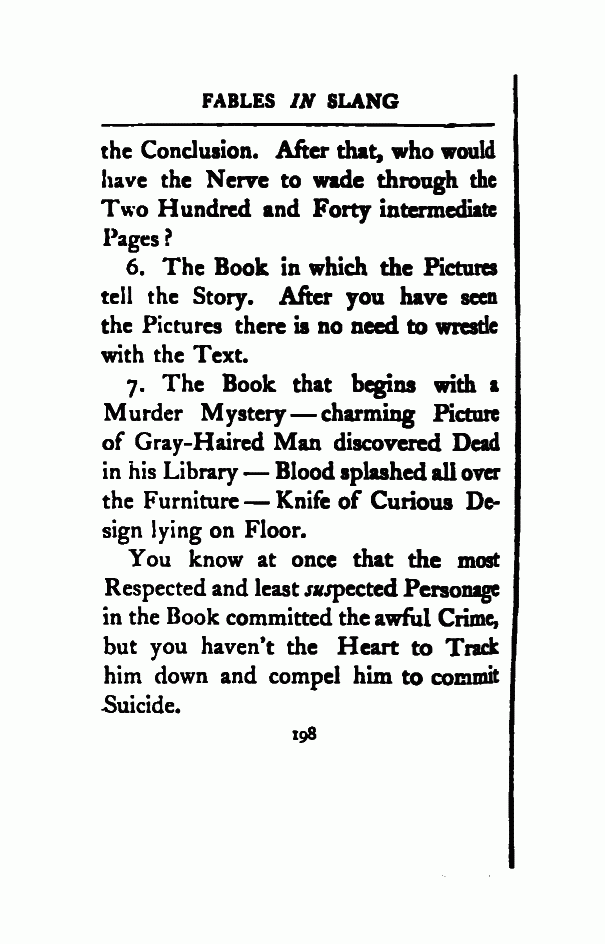 FABLES IN SLANG
the Conclusion. After that, who would
have the Nerve to wade through the
Two Hundred and Forty intermediate
Pages?
6. The Book in which the Pictures
tell the Story. After you have seen
the Pictures there is no need to wrestle
with the Text.
7. The Book that begins with a
Murder Mystery — charming Picture
of Gray-Haired Man discovered Dead
in his Library — Blood splashed all over
the Furniture — Knife of Curious De-
sign lying on Floor.
You know at once that the most
Respected and least suspected Personage
in the Book committed the awful Crime,
but you haven't the Heart to Track
him down and compel him to commit
Suicide.
198